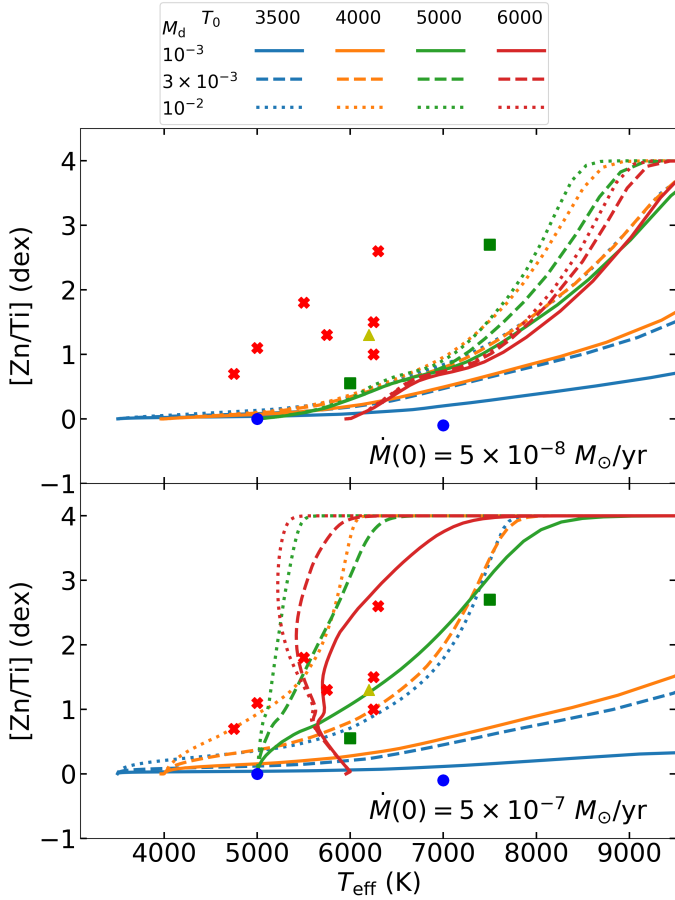 M_d T_0 3500 4000 5000 6000
10^−3
3 × 10^−3
10^−2
4
3
2
1
0
−1
[Zn/Ti] (dex)
Ṁ(0) = 5 × 10^−8 M_⊙/yr
4
3
2
1
0
−1
[Zn/Ti] (dex)
Ṁ(0) = 5 × 10^−7 M_⊙/yr
4000 5000 6000 7000 8000 9000
T_eff (K)